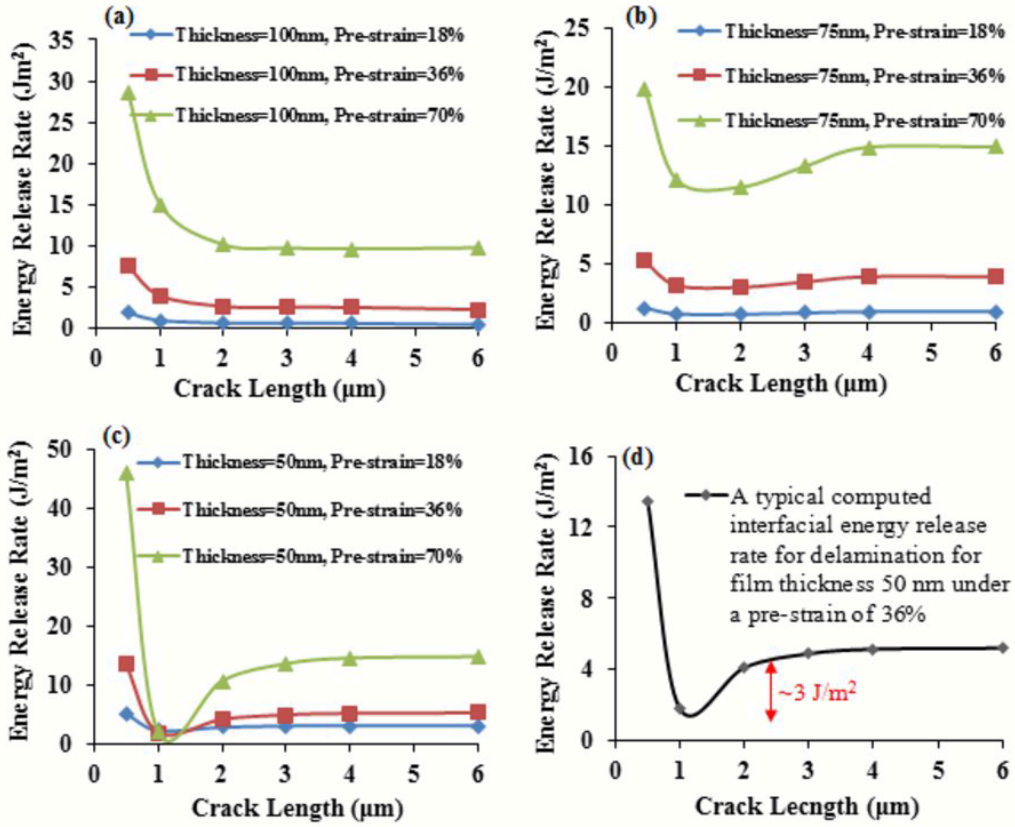 (a)
Energy Release Rate (Jm²)
35
30
25
20
15
10
5
0
Thickness=100nm, Pre-strain=18%
Thickness=100nm, Pre-strain=36%
Thickness=100nm, Pre-strain=70%
0 1 2 3 4 5 6
Crack Length (μm)
(b)
Energy Release Rate (J/m²)
25
20
15
10
5
0
Thickness=75nm, Pre-strain=18%
Thickness=75nm, Pre-strain=36%
Thickness=75nm, Pre-strain=70%
0 1 2 3 4 5 6
Crack Length (μm)
(c)
Energy Release Rate (J/m²)
50
40
30
20
10
0
Thickness=50nm, Pre-strain=18%
Thickness=50nm, Pre-strain=36%
Thickness=50nm, Pre-strain=70%
0 1 2 3 4 5 6
Crack Length (μm)
(d)
Energy Release Rate (J/m²)
16
12
8
4
0
A typical computed
interfacial energy release
rate for delamination for
film thickness 50 nm under
a pre-strain of 36%
~3 J/m²
0 1 2 3 4 5 6
Crack Lecngth (μm)